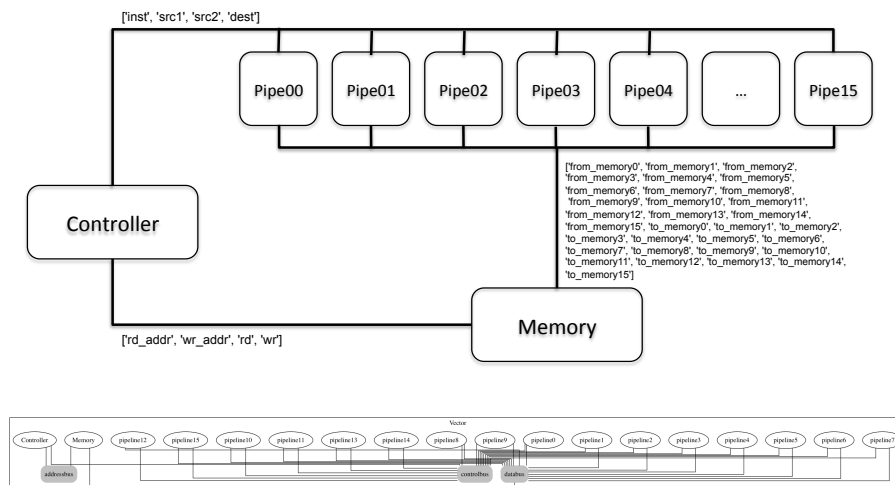 ['inst', 'src1', 'src2', 'dest']
Pipe00 Pipe01 Pipe02 Pipe03 Pipe04 ... Pipe15
['from_memory0', 'from_memory1', 'from_memory2',
'from_memory3', 'from_memory4', 'from_memory5',
'from_memory6', 'from_memory7', 'from_memory8',
'from_memory9', 'from_memory10', 'from_memory11',
'from_memory12', 'from_memory13', 'from_memory14',
'from_memory15', 'to_memory0', 'to_memory1', 'to_memory2',
'to_memory3', 'to_memory4', 'to_memory5', 'to_memory6',
'to_memory7', 'to_memory8', 'to_memory9', 'to_memory10',
'to_memory11', 'to_memory12', 'to_memory13', 'to_memory14',
'to_memory15']
Controller
Memory
['rd_addr', 'wr_addr', 'rd', 'wr']
Vector
Controller Memory pipeline12 pipeline15 pipeline10 pipeline11 pipeline13 pipeline14 pipeline8 pipeline9 pipeline0 pipeline1 pipeline2 pipeline3 pipeline4 pipeline5 pipeline6 pipeline7
addressbus controlbus databus